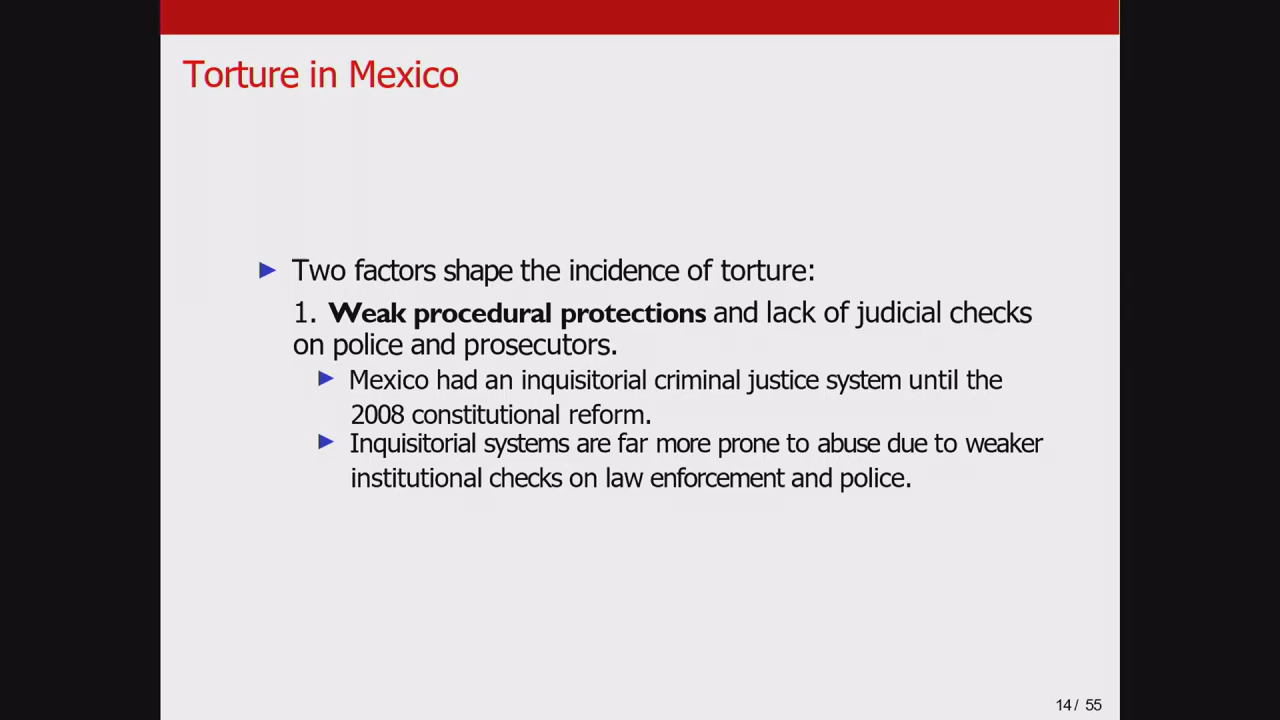 Torture in Mexico
▶ Two factors shape the incidence of torture:
1. Weak procedural protections and lack of judicial checks
on police and prosecutors.
▶ Mexico had an inquisitorial criminal justice system until the
2008 constitutional reform.
▶ Inquisitorial systems are far more prone to abuse due to weaker
institutional checks on law enforcement and police.
14 / 55